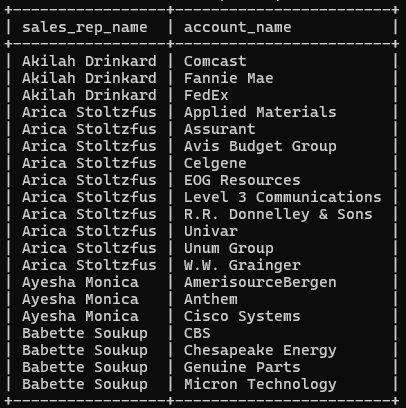 +-----------------+------------------------+
| sales_rep_name  | account_name           |
+-----------------+------------------------+
| Akilah Drinkard | Comcast                |
| Akilah Drinkard | Fannie Mae             |
| Akilah Drinkard | FedEx                  |
| Arica Stoltzfus | Applied Materials      |
| Arica Stoltzfus | Assurant               |
| Arica Stoltzfus | Avis Budget Group      |
| Arica Stoltzfus | Celgene                |
| Arica Stoltzfus | EOG Resources          |
| Arica Stoltzfus | Level 3 Communications |
| Arica Stoltzfus | R.R. Donnelley & Sons  |
| Arica Stoltzfus | Univar                 |
| Arica Stoltzfus | Unum Group             |
| Arica Stoltzfus | W.W. Grainger          |
| Ayesha Monica   | AmerisourceBergen      |
| Ayesha Monica   | Anthem                 |
| Ayesha Monica   | Cisco Systems          |
| Babette Soukup  | CBS                    |
| Babette Soukup  | Chesapeake Energy      |
| Babette Soukup  | Genuine Parts          |
| Babette Soukup  | Micron Technology      |
+-----------------+------------------------+